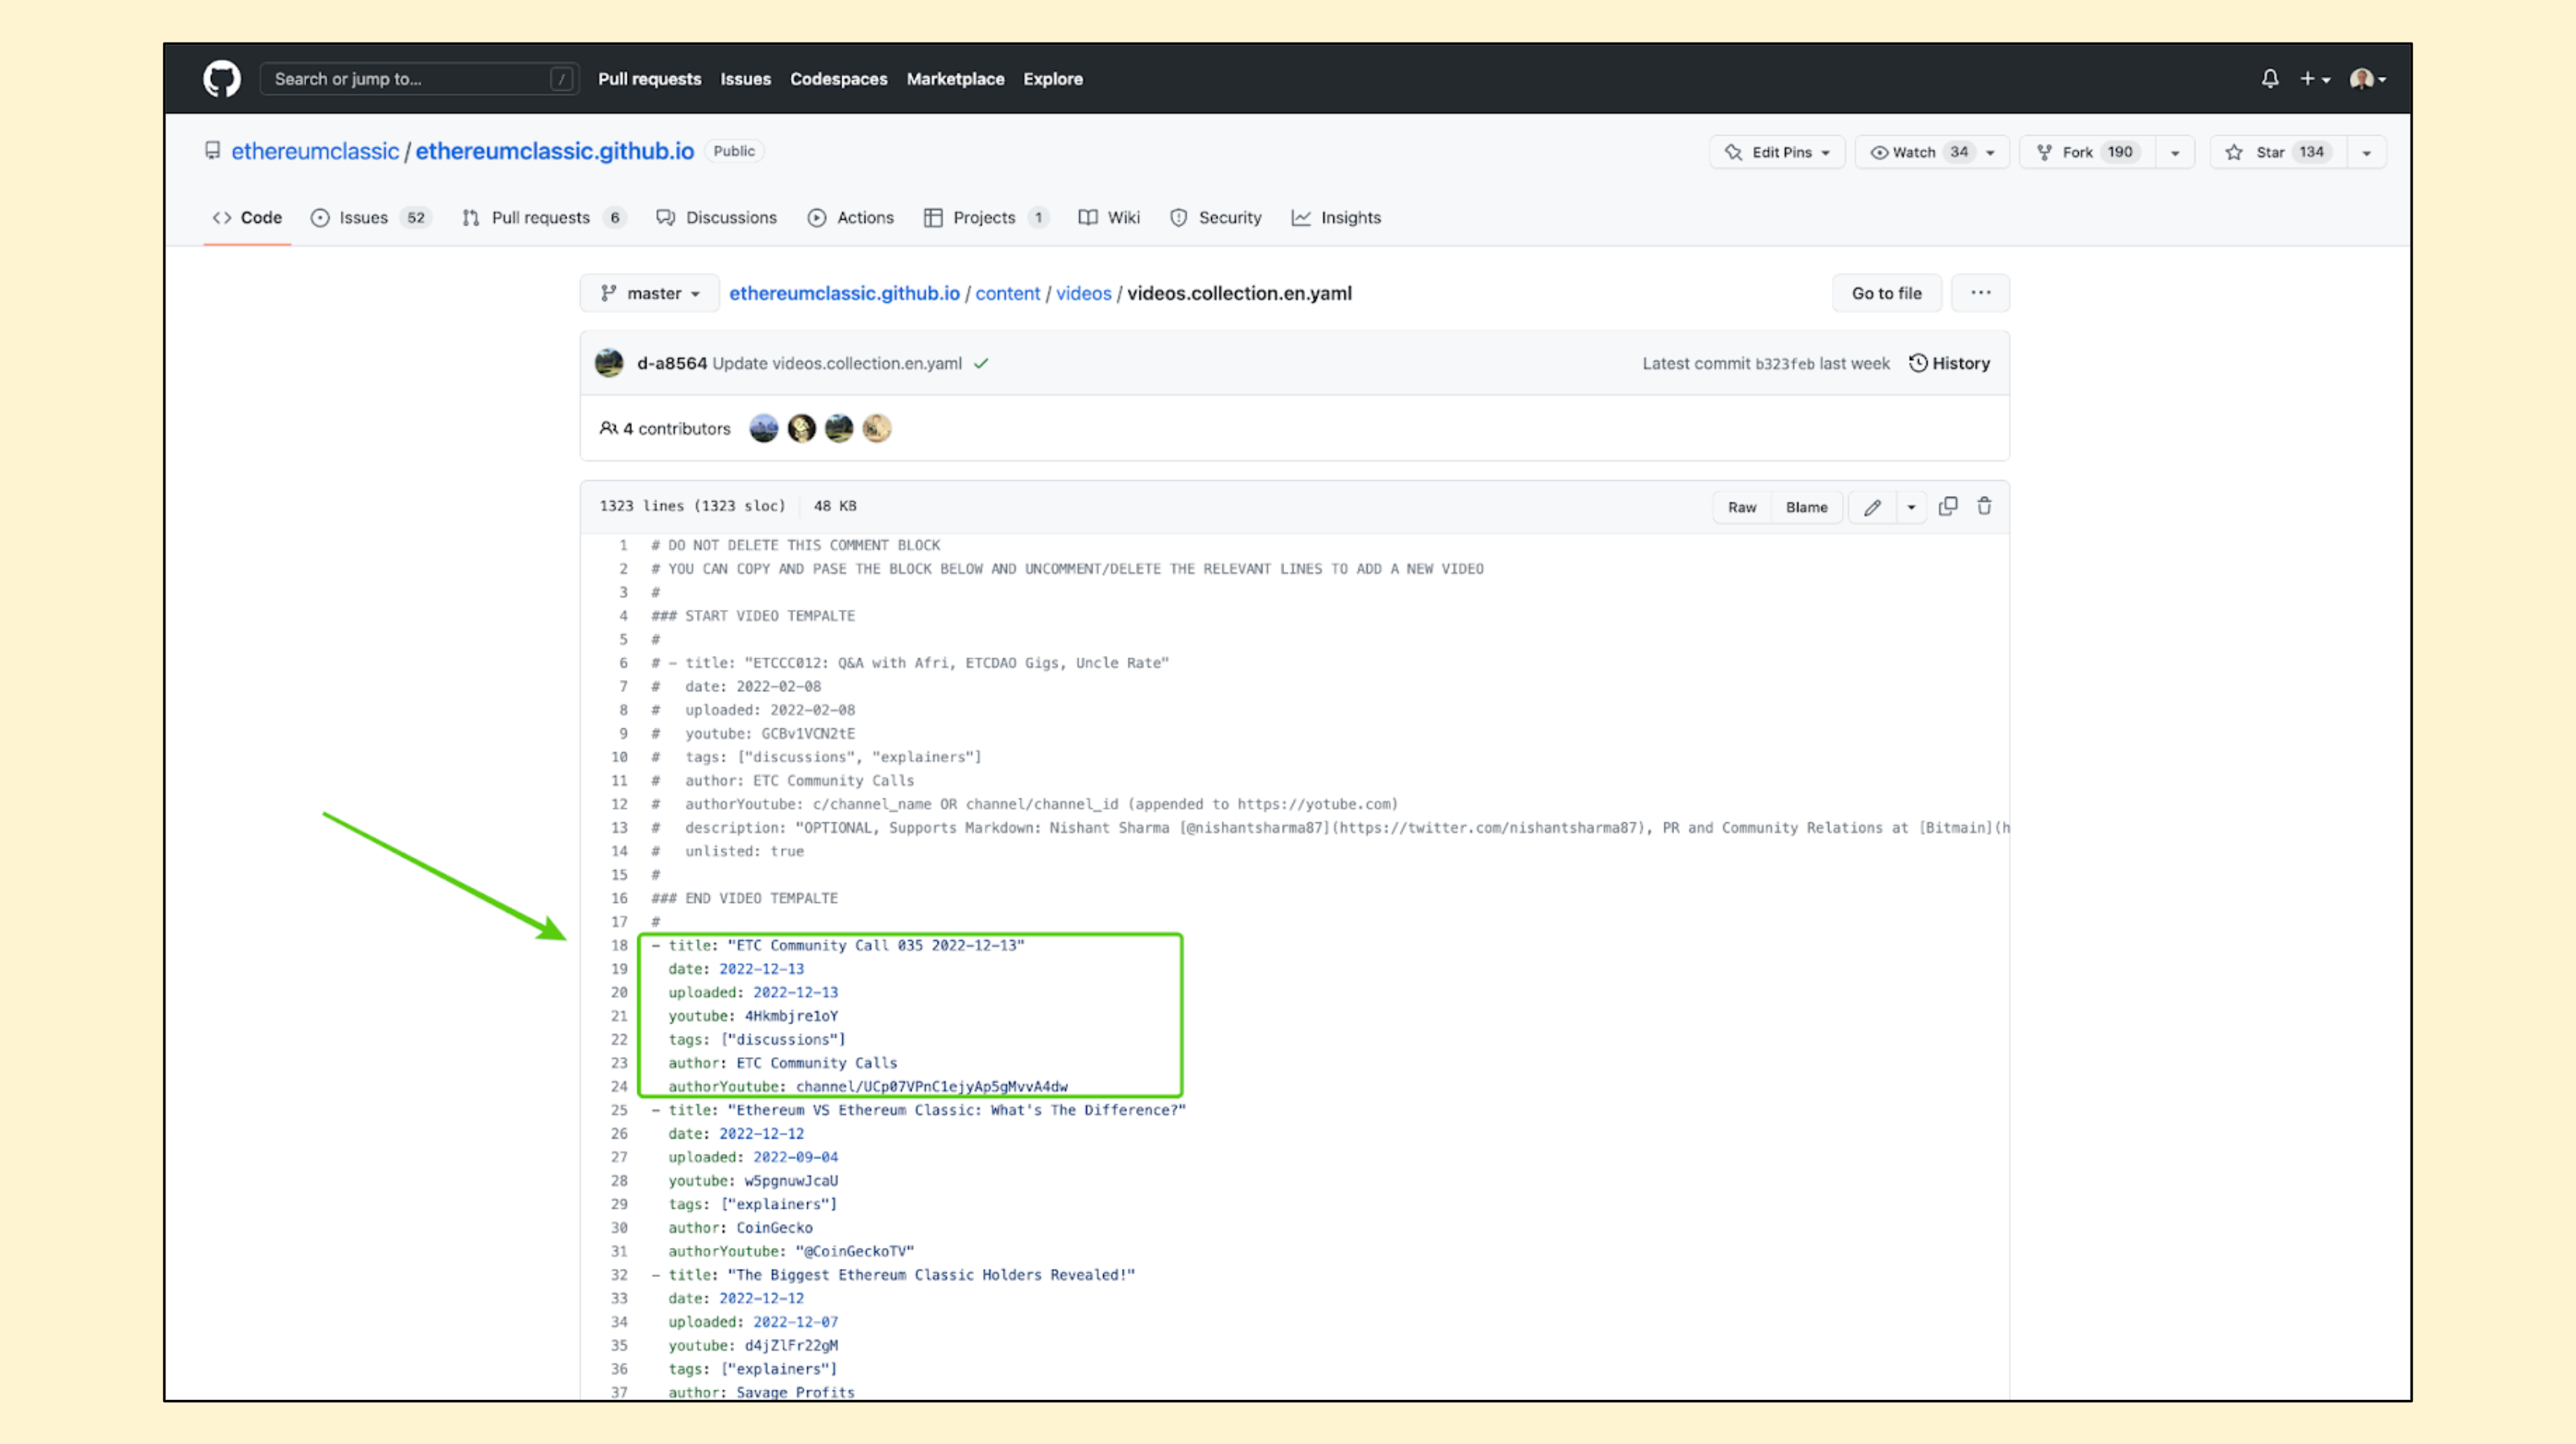 Search or jump to... / Pull requests Issues Codespaces Marketplace Explore
ethereumclassic / ethereumclassic.github.io Public Edit Pins Watch 34 Fork 190 Star 134
Code Issues 52 Pull requests 6 Discussions Actions Projects 1 Wiki Security Insights
master ethereumclassic.github.io / content / videos / videos.collection.en.yaml Go to file ...
d-a8564 Update videos.collection.en.yaml Latest commit b323feb last week History
4 contributors
1323 lines (1323 sloc) 48 KB Raw Blame
1 # DO NOT DELETE THIS COMMENT BLOCK
2 # YOU CAN COPY AND PASE THE BLOCK BELOW AND UNCOMMENT/DELETE THE RELEVANT LINES TO ADD A NEW VIDEO
3 #
4 ### START VIDEO TEMPALTE
5 #
6 # - title: "ETCCC012: Q&A with Afri, ETCDAO Gigs, Uncle Rate"
7 #   date: 2022-02-08
8 #   uploaded: 2022-02-08
9 #   youtube: GCBv1VCN2tE
10 #   tags: ["discussions", "explainers"]
11 #   author: ETC Community Calls
12 #   authorYoutube: c/channel_name OR channel/channel_id (appended to https://yotube.com)
13 #   description: "OPTIONAL, Supports Markdown: Nishant Sharma [@nishantsharma87](https://twitter.com/nishantsharma87), PR and Community Relations at [Bitmain](h
14 #   unlisted: true
15 #
16 ### END VIDEO TEMPALTE
17 #
18 - title: "ETC Community Call 035 2022-12-13"
19   date: 2022-12-13
20   uploaded: 2022-12-13
21   youtube: 4Hkmbjre1oY
22   tags: ["discussions"]
23   author: ETC Community Calls
24   authorYoutube: channel/UCp07VPnC1ejyAp5gMvvA4dw
25 - title: "Ethereum VS Ethereum Classic: What's The Difference?"
26   date: 2022-12-12
27   uploaded: 2022-09-04
28   youtube: w5pgnuwJcaU
29   tags: ["explainers"]
30   author: CoinGecko
31   authorYoutube: "@CoinGeckoTV"
32 - title: "The Biggest Ethereum Classic Holders Revealed!"
33   date: 2022-12-12
34   uploaded: 2022-12-07
35   youtube: d4jZlFr22gM
36   tags: ["explainers"]
37   author: Savage Profits